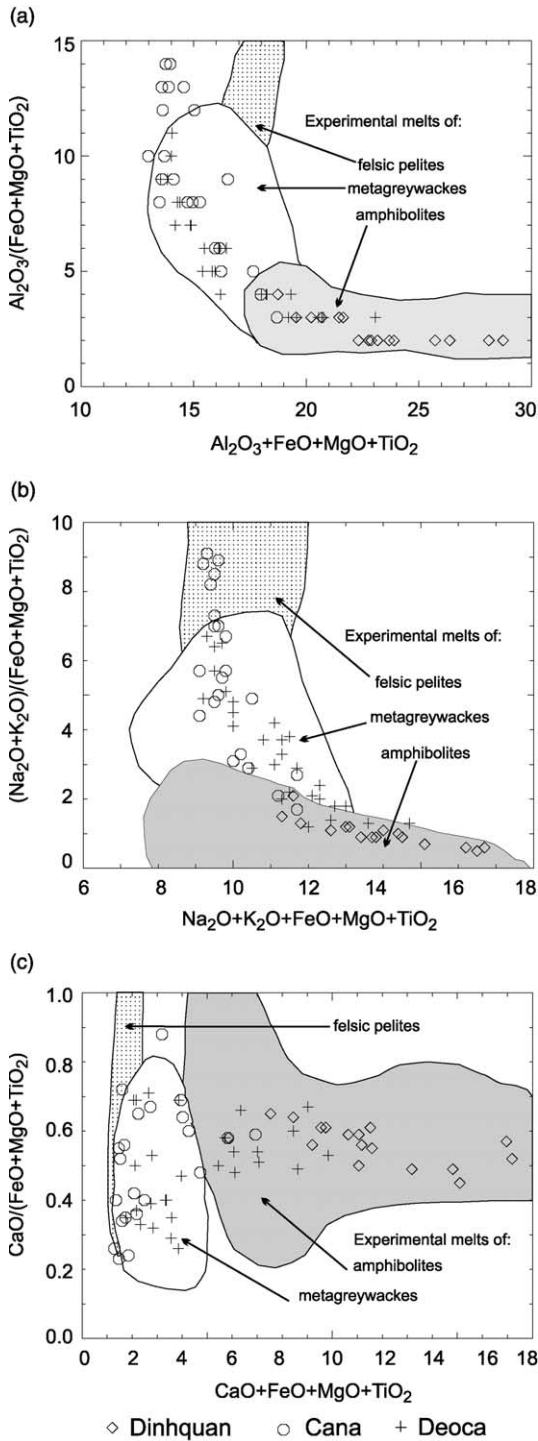 (a)
15
10
5
0
Al₂O₃/(FeO+MgO+TiO₂)
Experimental melts of:
felsic pelites
metagreywackes
amphibolites
10 15 20 25 30
Al₂O₃+FeO+MgO+TiO₂
(b)
10
8
6
4
2
0
(Na₂O+K₂O)/(FeO+MgO+TiO₂)
Experimental melts of:
felsic pelites
metagreywackes
amphibolites
6 8 10 12 14 16 18
Na₂O+K₂O+FeO+MgO+TiO₂
(c)
1.0
0.8
0.6
0.4
0.2
0.0
CaO/(FeO+MgO+TiO₂)
felsic pelites
Experimental melts of:
amphibolites
metagreywackes
0 2 4 6 8 10 12 14 16 18
CaO+FeO+MgO+TiO₂
Dinhquan Cana Deoca